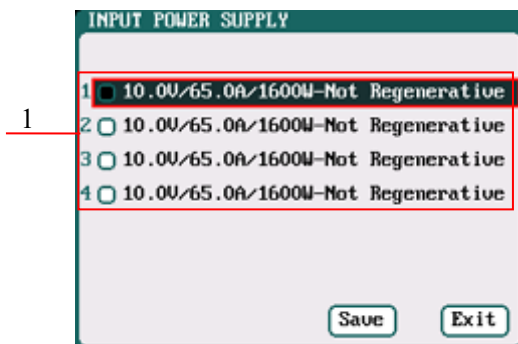 INPUT POWER SUPPLY
1 10.0V/65.0A/1600W-Not Regenerative
1
2 10.0V/65.0A/1600W-Not Regenerative
3 10.0V/65.0A/1600W-Not Regenerative
4 10.0V/65.0A/1600W-Not Regenerative
Save Exit